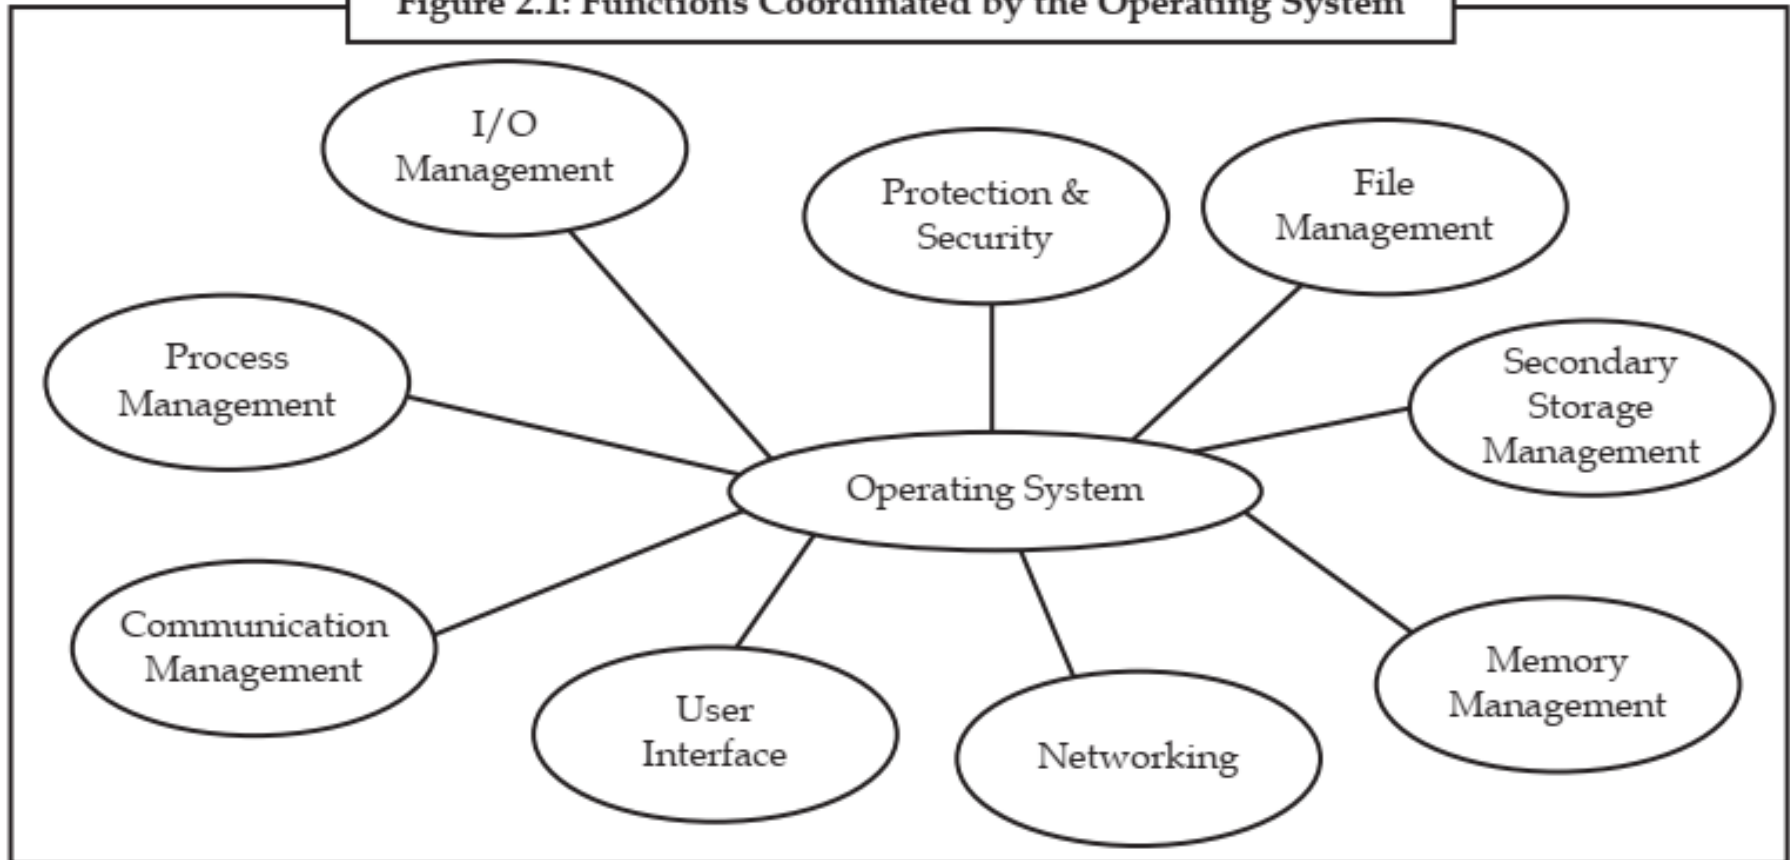 Figure 2.1: Functions Coordinated by the Operating System
I/O
Management
Protection &
Security
File
Management
Process
Management
Secondary
Storage
Management
Operating System
Communication
Management
User
Interface
Networking
Memory
Management